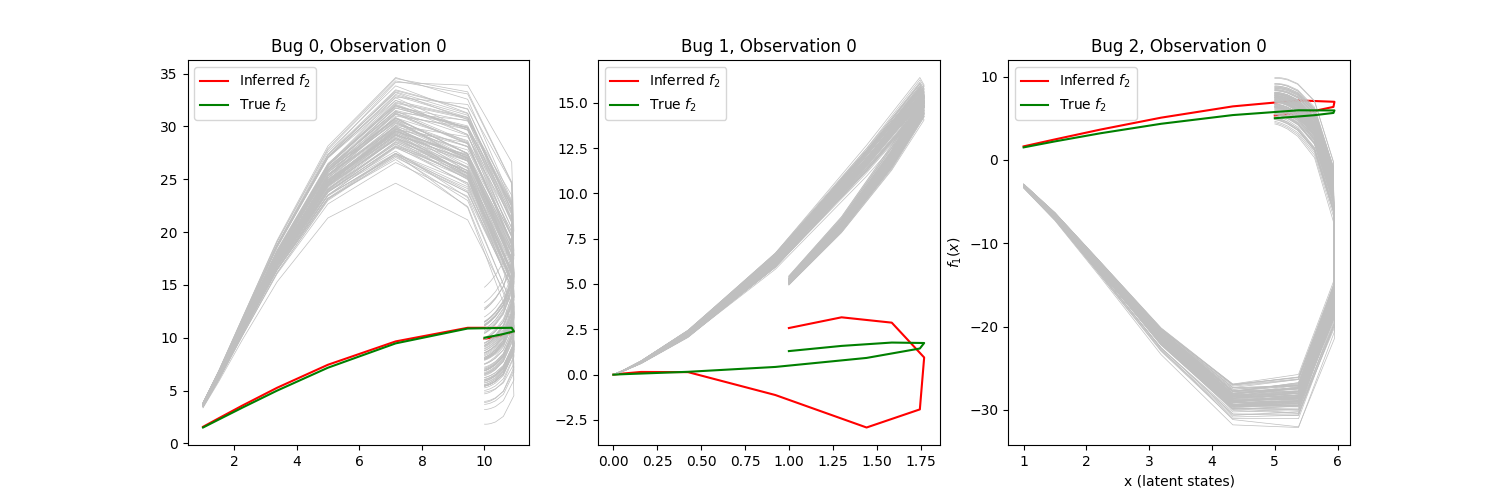 Bug 0, Observation 0
Inferred f₂
True f₂
35
30
25
20
15
10
5
0
2 4 6 8 10
Bug 1, Observation 0
Inferred f₂
True f₂
15.0
12.5
10.0
7.5
5.0
2.5
0.0
−2.5
0.00 0.25 0.50 0.75 1.00 1.25 1.50 1.75
Bug 2, Observation 0
Inferred f₂
True f₂
f₁(x)
10
0
−10
−20
−30
1 2 3 4 5 6
x (latent states)